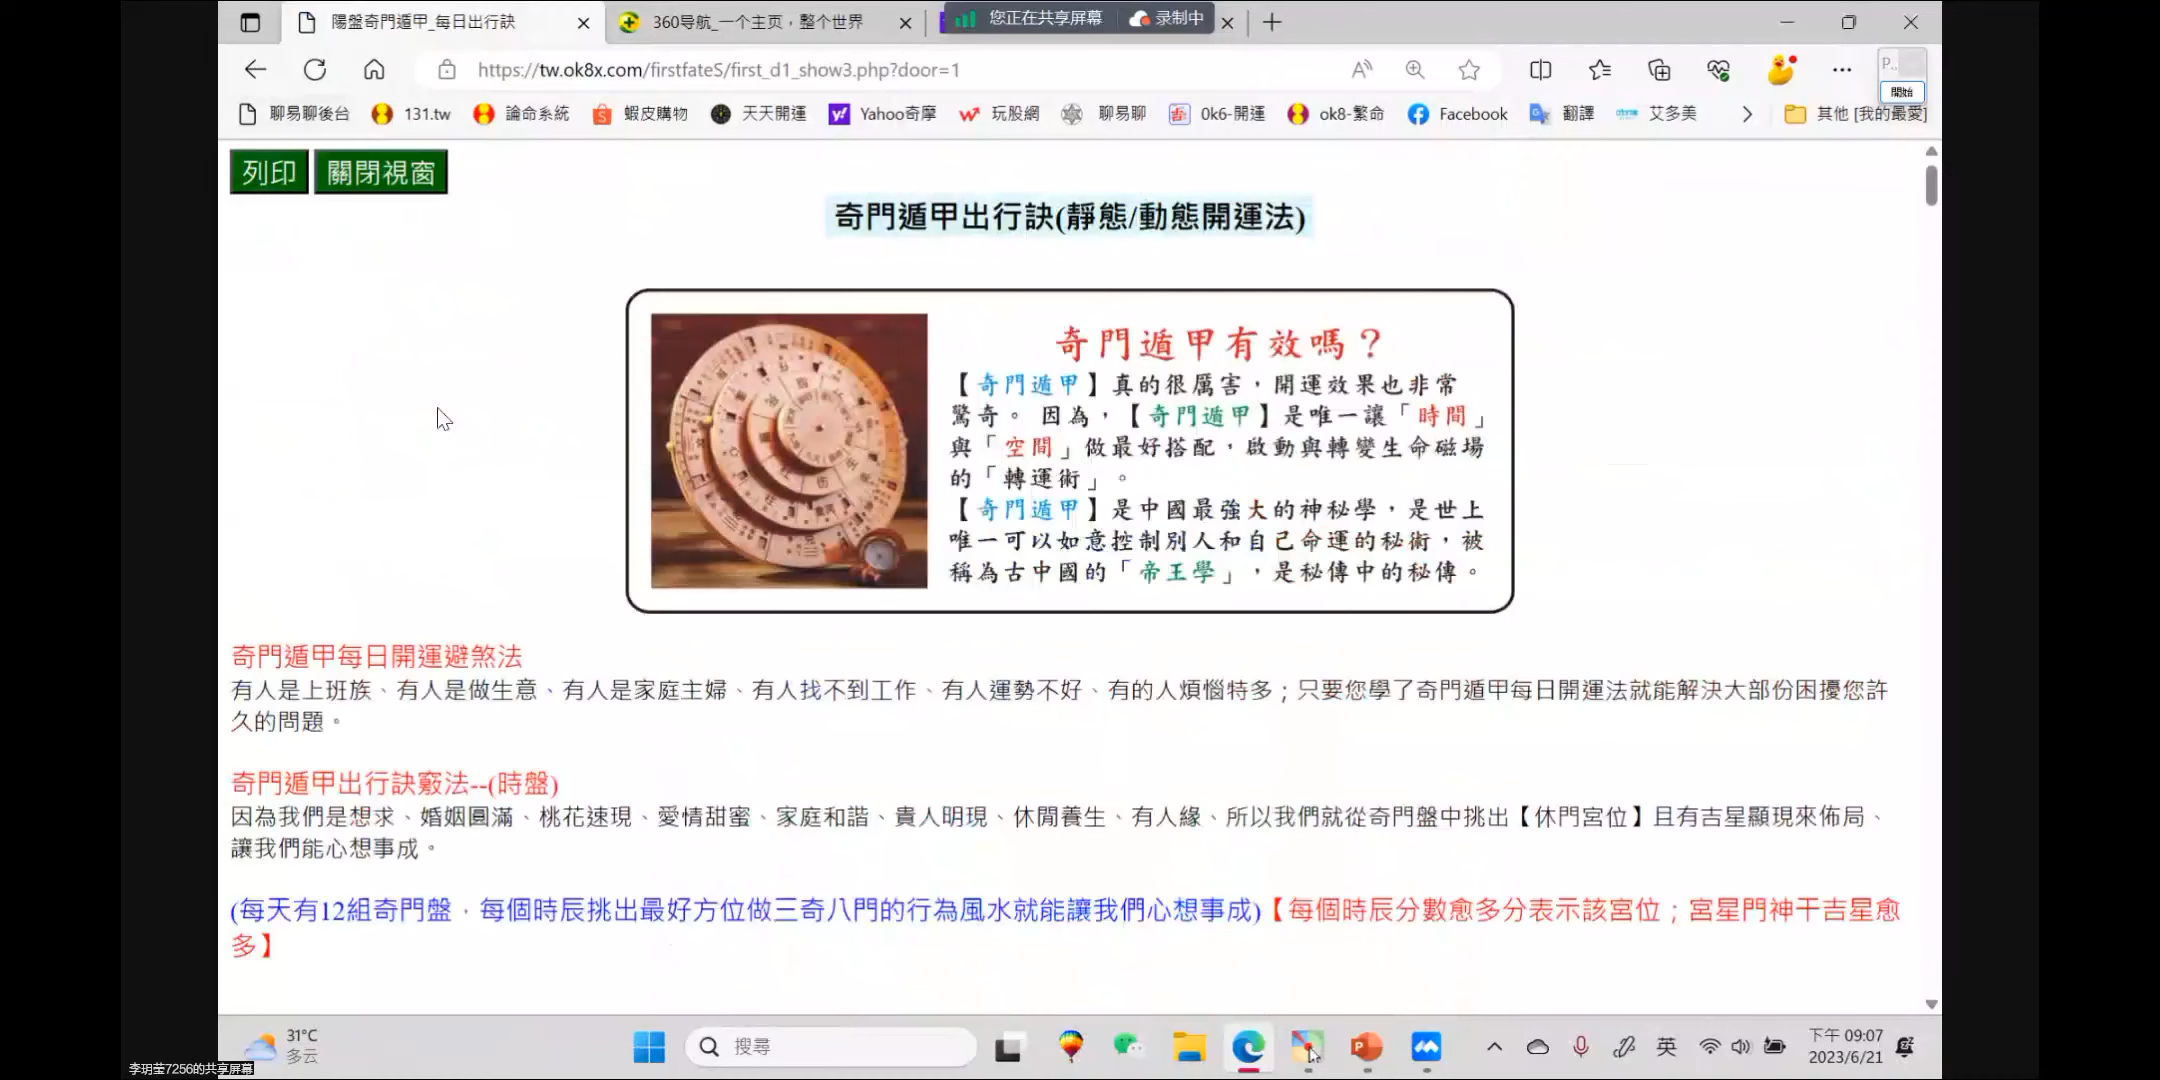 陽盤奇門遁甲_每日出行訣
360导航_一个主页，整个世界
您正在共享屏幕
录制中
https://tw.ok8x.com/firstfateS/first_d1_show3.php?door=1
開始
聊易聊後台
131.tw
論命系統
蝦皮購物
天天開運
Yahoo奇摩
玩股網
聊易聊
0k6-開運
ok8-繁命
Facebook
翻譯
艾多美
其他 [我的最愛]
列印
關閉視窗
奇門遁甲出行訣(靜態/動態開運法)
奇門遁甲有效嗎？
【奇門遁甲】真的很厲害，開運效果也非常
驚奇。因為，【奇門遁甲】是唯一讓「時間」
與「空間」做最好搭配，啟動與轉變生命磁場
的「轉運術」。
【奇門遁甲】是中國最強大的神秘學，是世上
唯一可以如意控制別人和自己命運的秘術，被
稱為古中國的「帝王學」，是秘傳中的秘傳。
奇門遁甲每日開運避煞法
有人是上班族、有人是做生意、有人是家庭主婦、有人找不到工作、有人運勢不好、有的人煩惱特多；只要您學了奇門遁甲每日開運法就能解決大部份困擾您許
久的問題。
奇門遁甲出行訣竅法--(時盤)
因為我們是想求、婚姻圓滿、桃花速現、愛情甜蜜、家庭和諧、貴人明現、休閒養生、有人緣、所以我們就從奇門盤中挑出【休門宮位】且有吉星顯現來佈局、
讓我們能心想事成。
(每天有12組奇門盤，每個時辰挑出最好方位做三奇八門的行為風水就能讓我們心想事成)【每個時辰分數愈多分表示該宮位；宮星門神干吉星愈
多】
31°C
多云
搜尋
英
下午 09:07
2023/6/21
李玥莹7256的共享屏幕